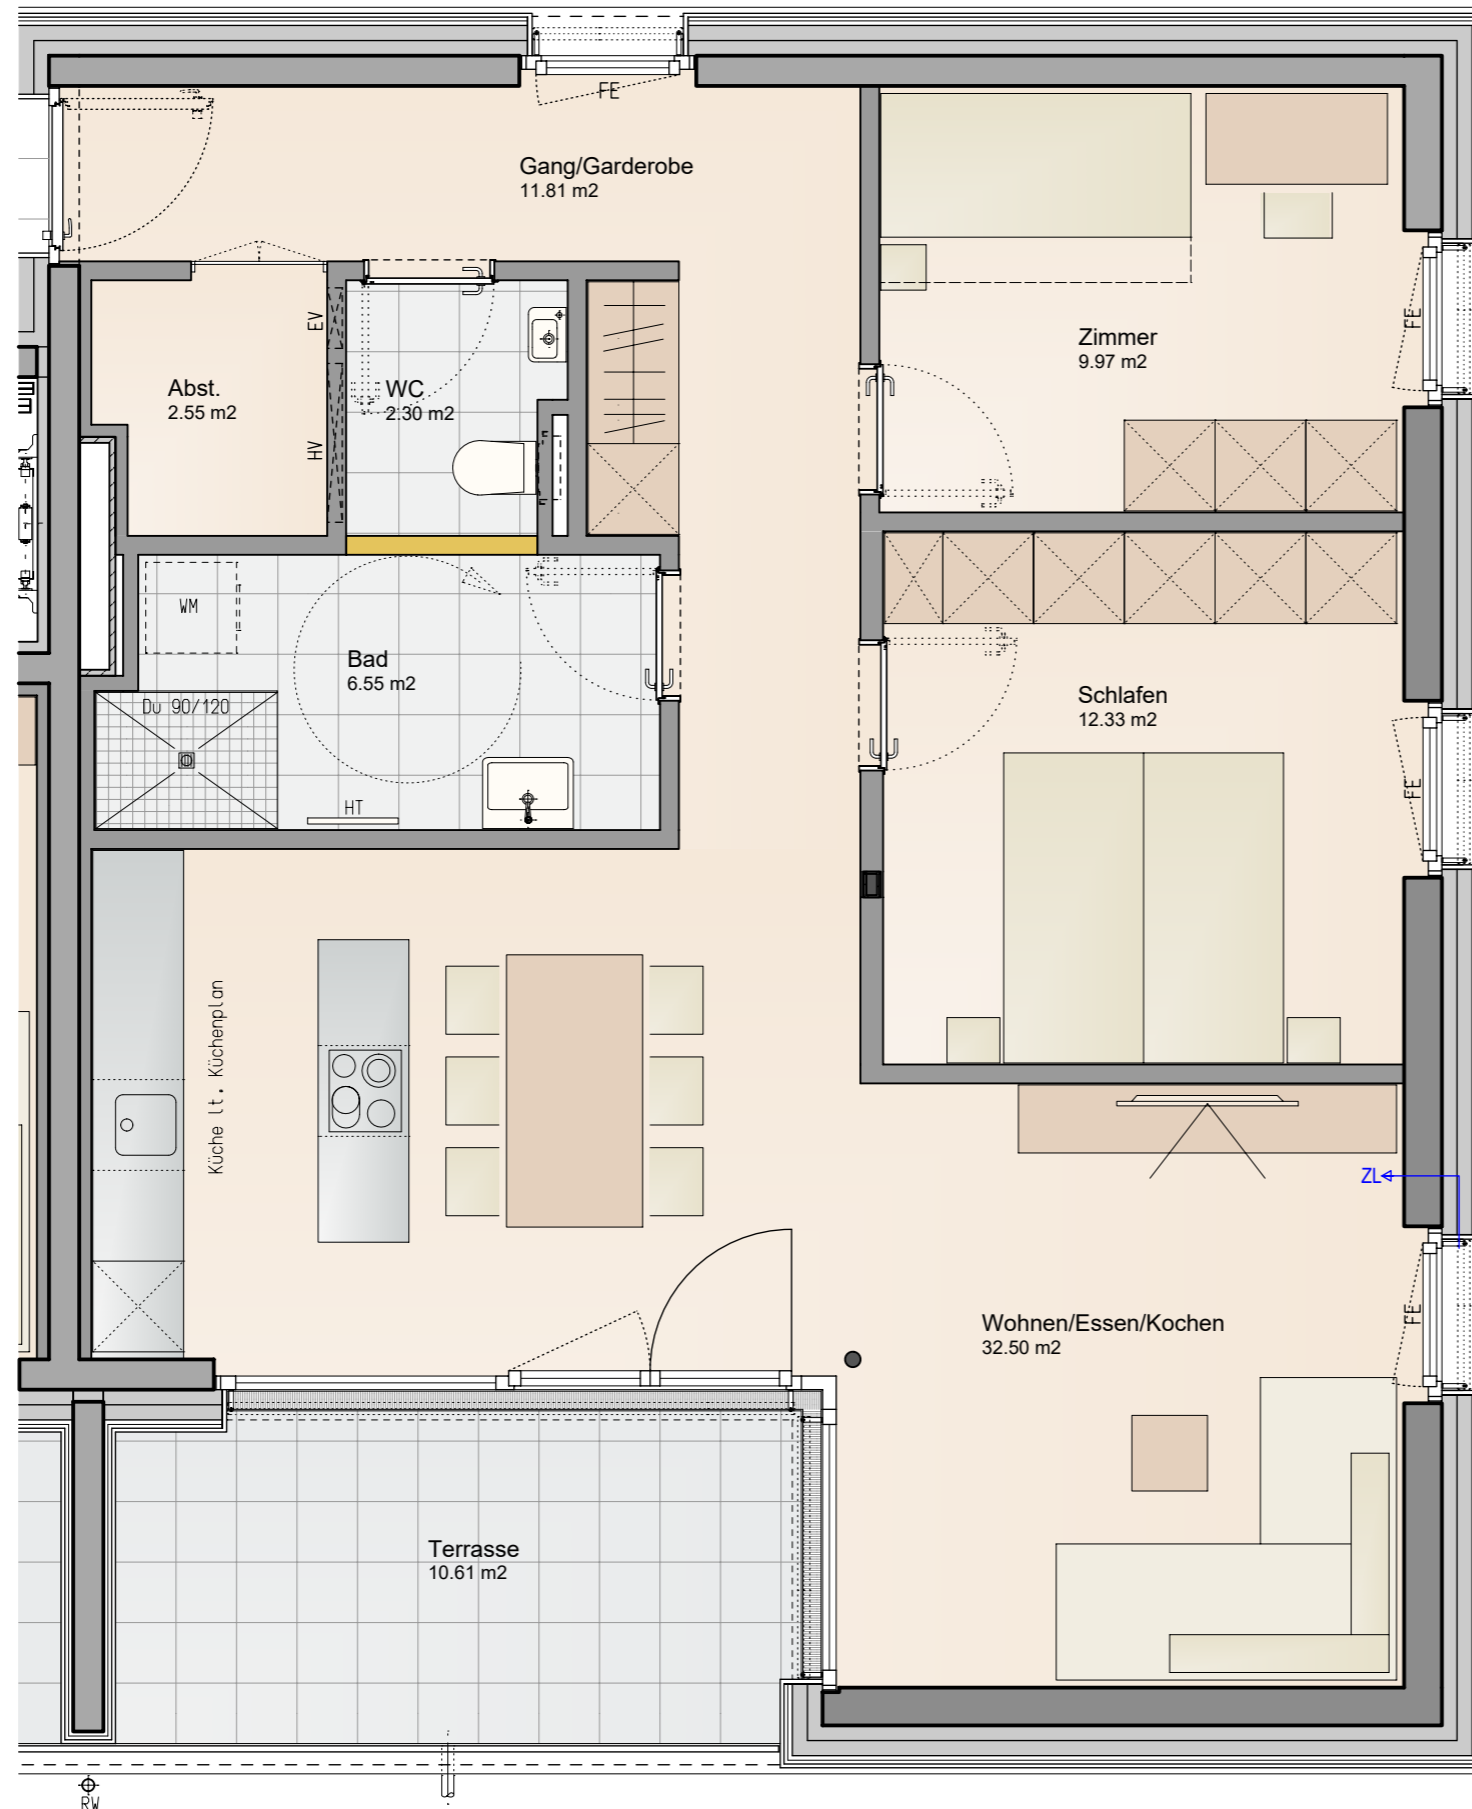 FE
Gang/Garderobe
11.81 m2
Zimmer
9.97 m2
FE
EV
Abst.
2.55 m2
WC
2.30 m2
HV
WM
Bad
6.55 m2
Du 90/120
HT
Schlafen
12.33 m2
FE
Küche lt. Küchenplan
ZL
Wohnen/Essen/Kochen
32.50 m2
FE
Terrasse
10.61 m2
RW